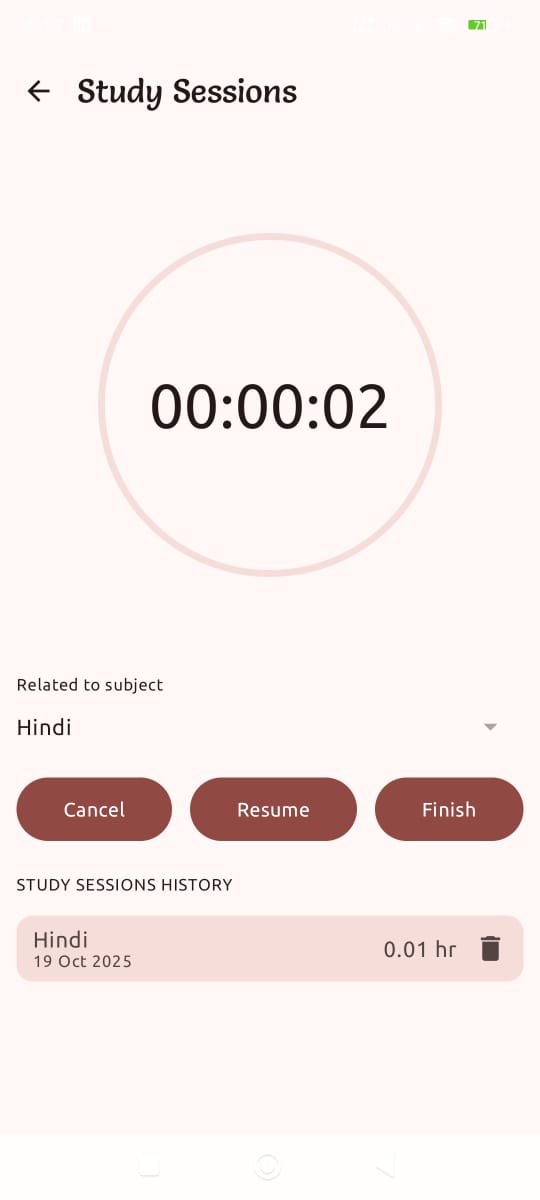 71
Study Sessions
00:00:02
Related to subject
Hindi
Cancel Resume Finish
STUDY SESSIONS HISTORY
Hindi
19 Oct 2025
0.01 hr